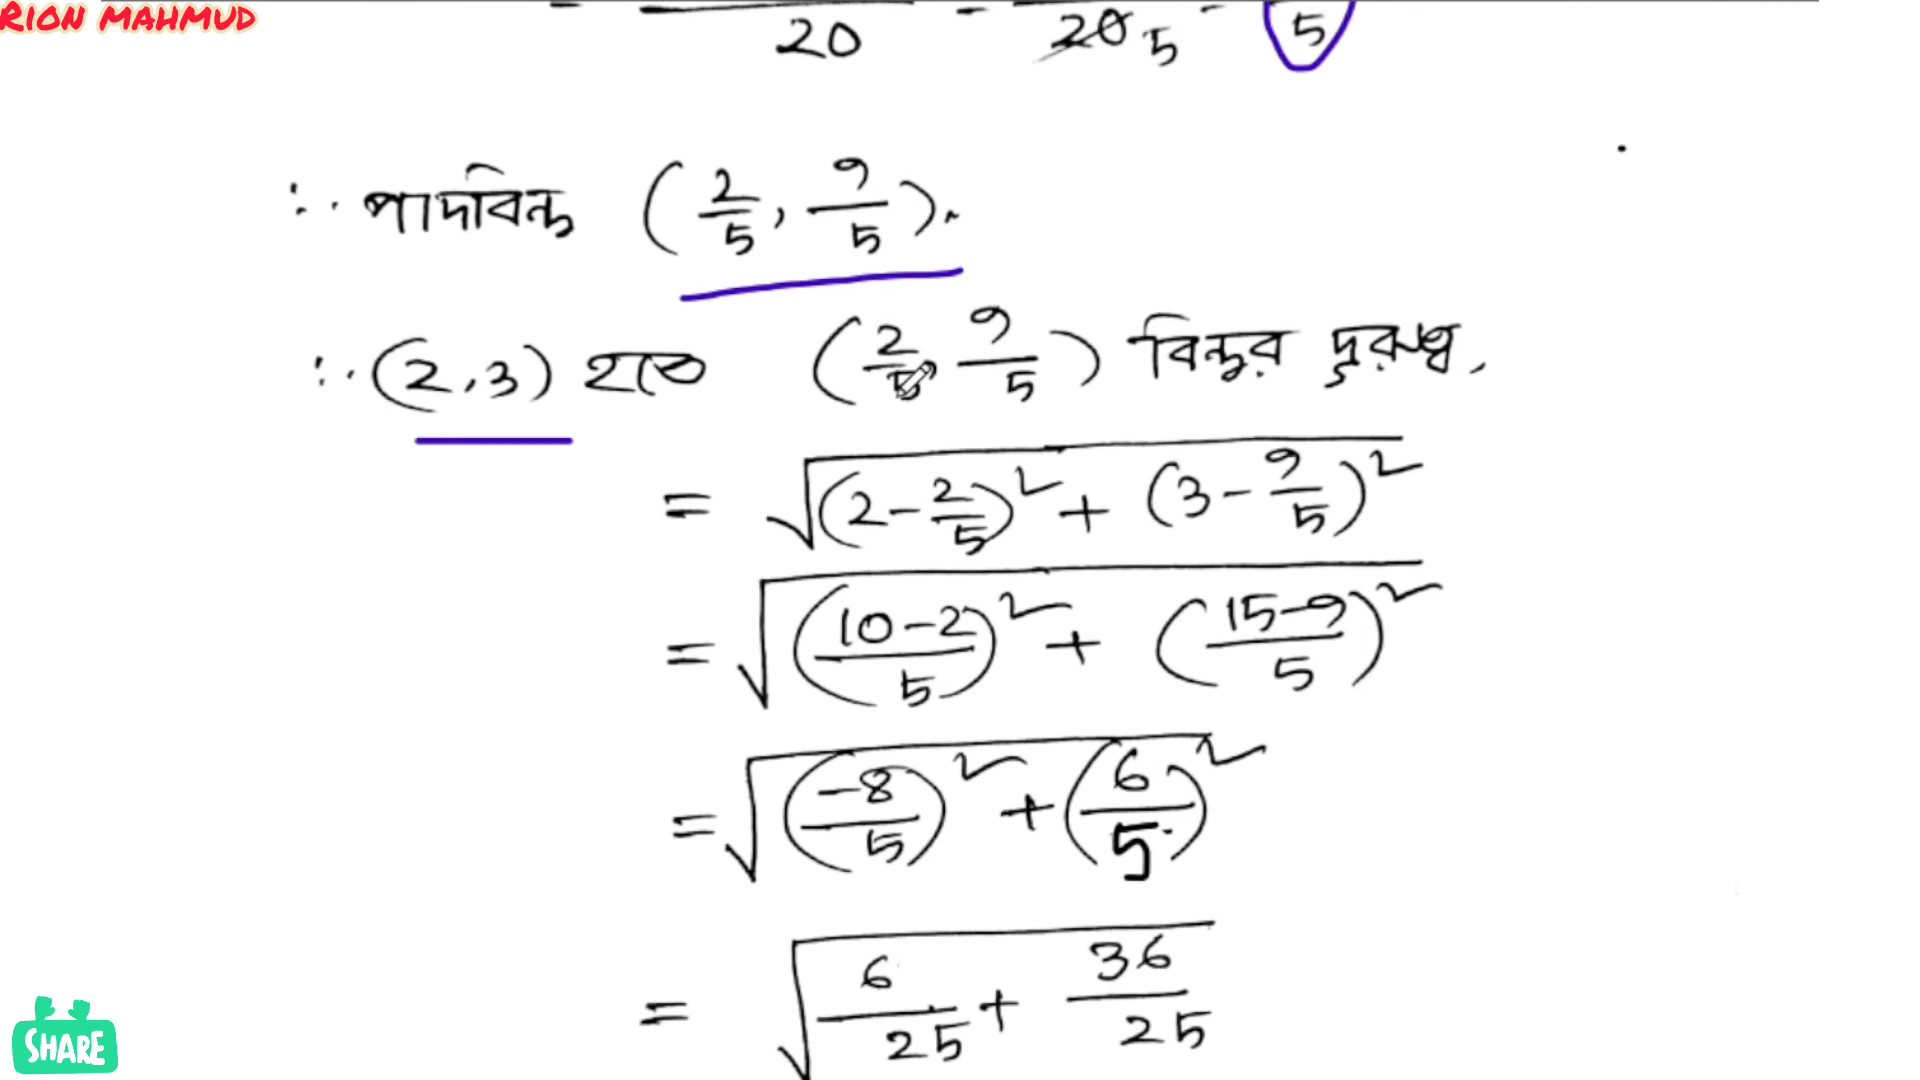 RION MAHMUD
20 = 20 5 = 5
∴ পাদবিন্দু (2/5, 9/5).
∴ (2,3) হতে (2/5, 9/5) বিন্দুর দূরত্ব,
= √(2-2/5)² + (3-9/5)²
= √((10-2)/5)² + ((15-9)/5)²
= √(-8/5)² + (6/5)²
= √6/25 + 36/25
SHARE